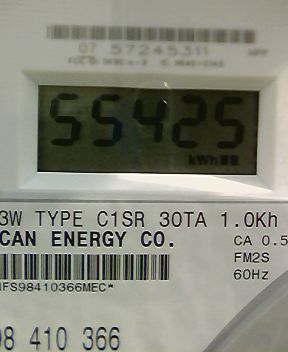 07 57245311
55425
kWh
3W TYPE C1SR 30TA 1.0Kh
CAN ENERGY CO.
CA 0.5
FM2S
60Hz
NFS98410366MEC*
98 410 366